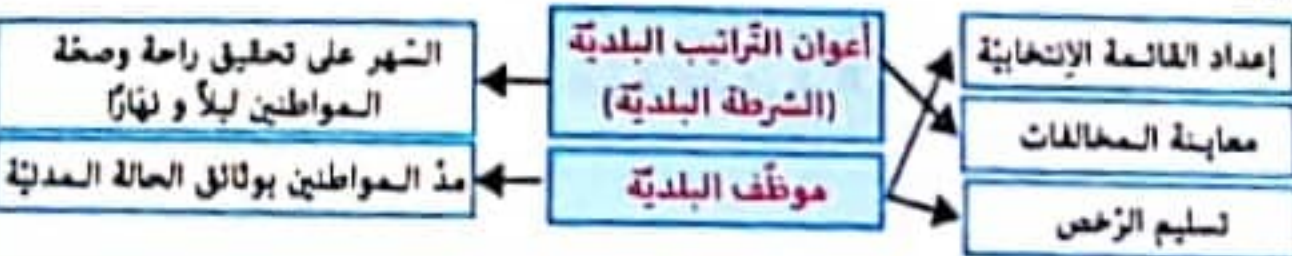 إعداد القائمة الإنتخابيّة
معاينة المخالفات
تسليم الرّخص
أعوان التّراتيب البلديّة
(الشرطة البلديّة)
موظّف البلديّة
السّهر على تحقيق راحة وصحّة
المواطنين ليلاً و نهارًا
مدّ المواطنين بوثائق الحالة المدنيّة